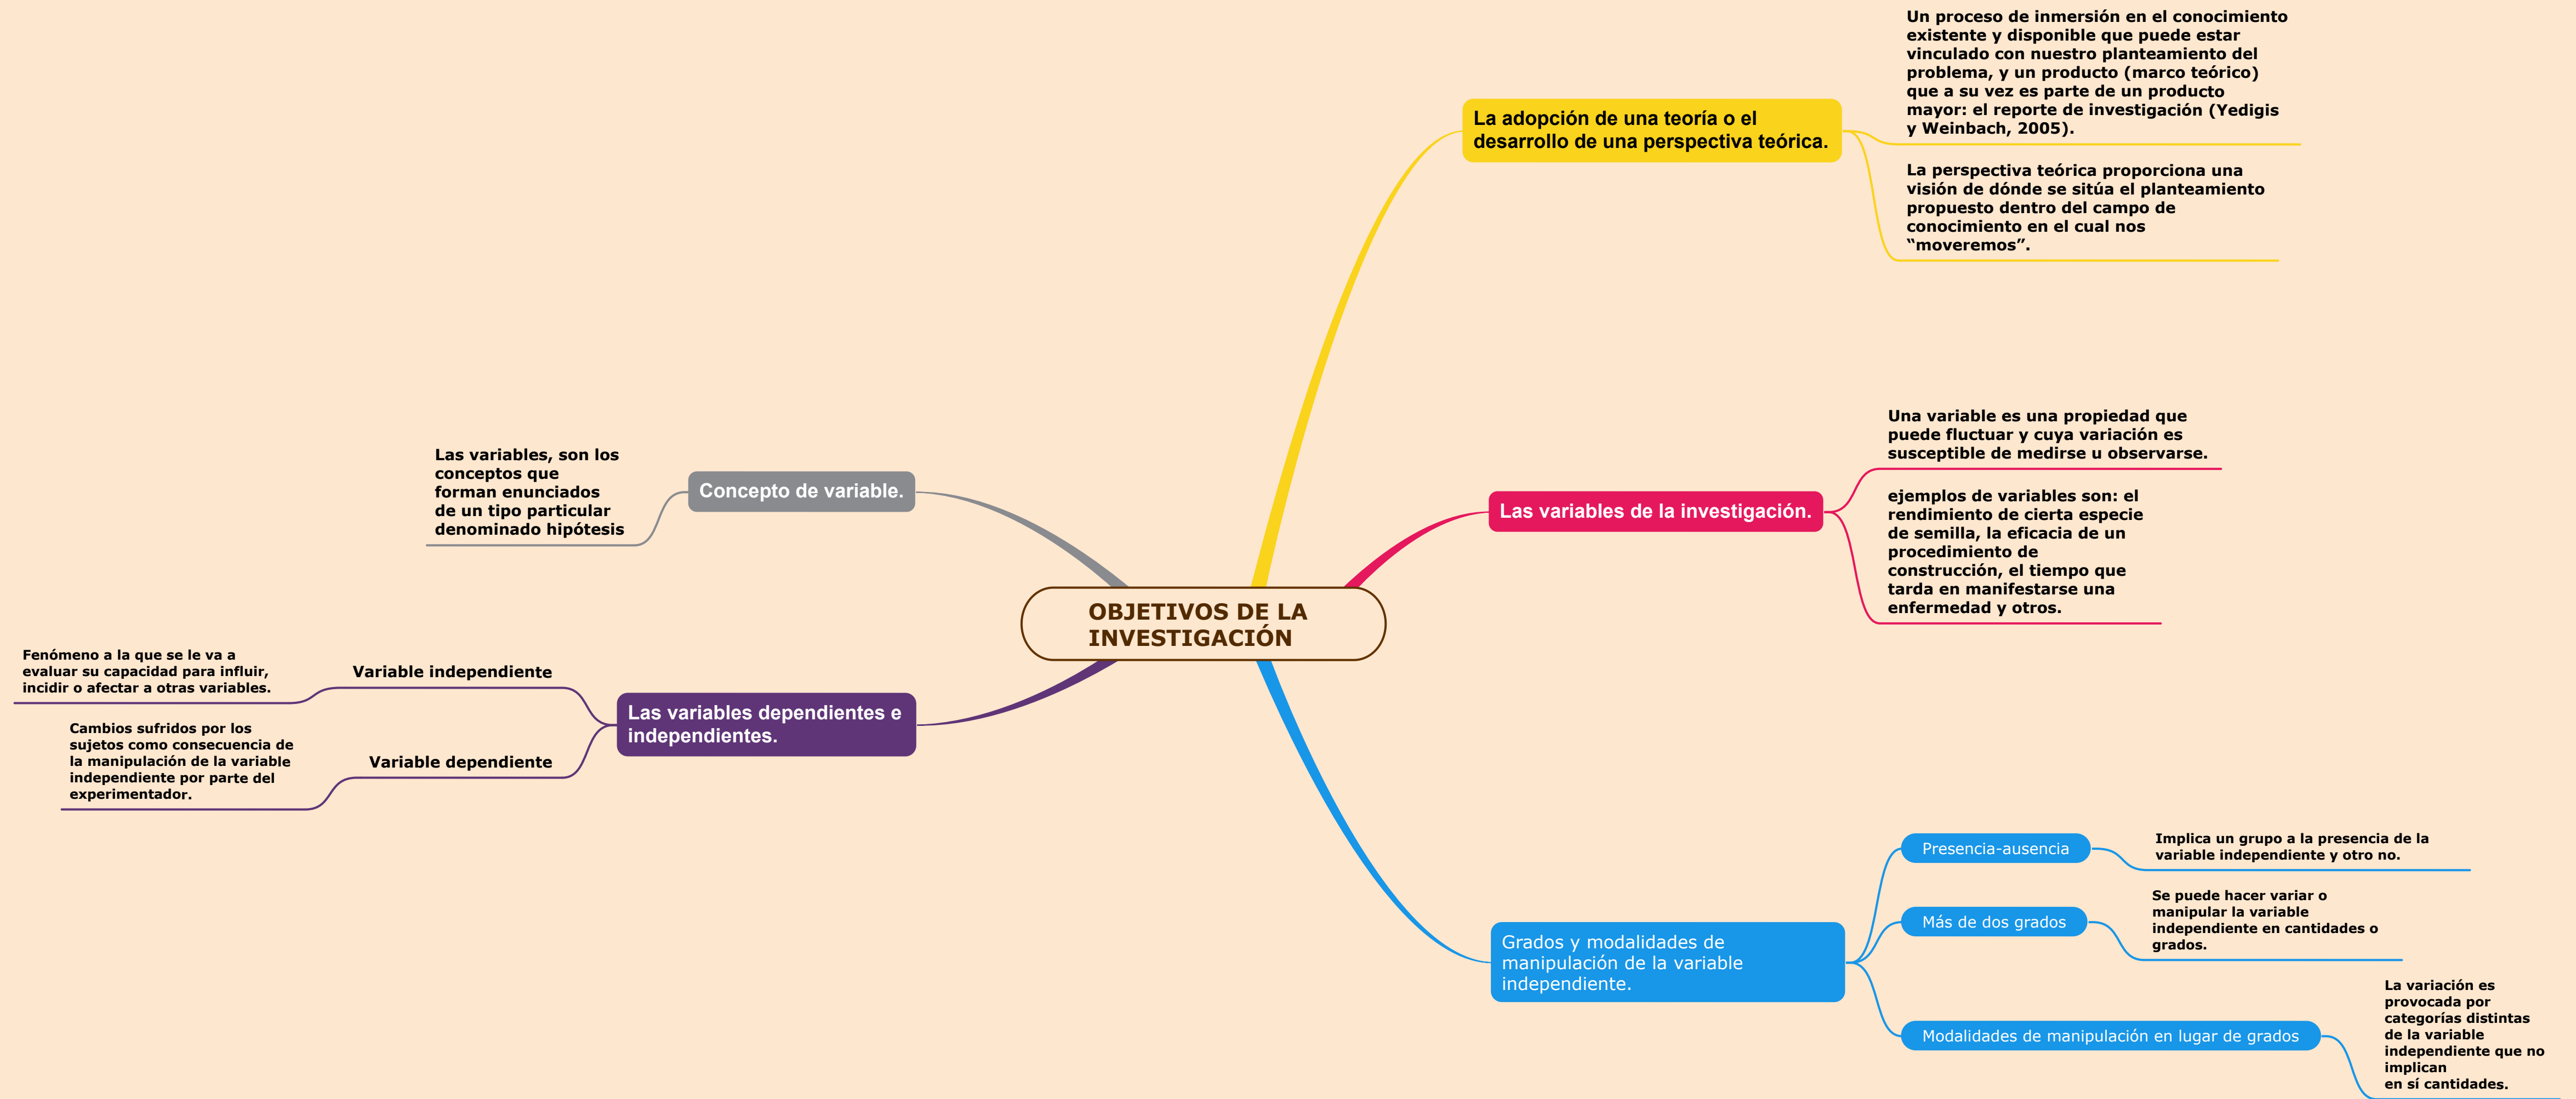 Un proceso de inmersión en el conocimiento
existente y disponible que puede estar
vinculado con nuestro planteamiento del
problema, y un producto (marco teórico)
que a su vez es parte de un producto
mayor: el reporte de investigación (Yedigis
y Weinbach, 2005).
La adopción de una teoría o el
desarrollo de una perspectiva teórica.
La perspectiva teórica proporciona una
visión de dónde se sitúa el planteamiento
propuesto dentro del campo de
conocimiento en el cual nos
“moveremos”.
Una variable es una propiedad que
puede fluctuar y cuya variación es
susceptible de medirse u observarse.
Las variables de la investigación.
ejemplos de variables son: el
rendimiento de cierta especie
de semilla, la eficacia de un
procedimiento de
construcción, el tiempo que
tarda en manifestarse una
enfermedad y otros.
Las variables, son los
conceptos que
forman enunciados
de un tipo particular
denominado hipótesis
Concepto de variable.
OBJETIVOS DE LA
INVESTIGACIÓN
Fenómeno a la que se le va a
evaluar su capacidad para influir,
incidir o afectar a otras variables.
Variable independiente
Las variables dependientes e
independientes.
Cambios sufridos por los
sujetos como consecuencia de
la manipulación de la variable
independiente por parte del
experimentador.
Variable dependiente
Grados y modalidades de
manipulación de la variable
independiente.
Presencia-ausencia
Implica un grupo a la presencia de la
variable independiente y otro no.
Más de dos grados
Se puede hacer variar o
manipular la variable
independiente en cantidades o
grados.
Modalidades de manipulación en lugar de grados
La variación es
provocada por
categorías distintas
de la variable
independiente que no
implican
en sí cantidades.